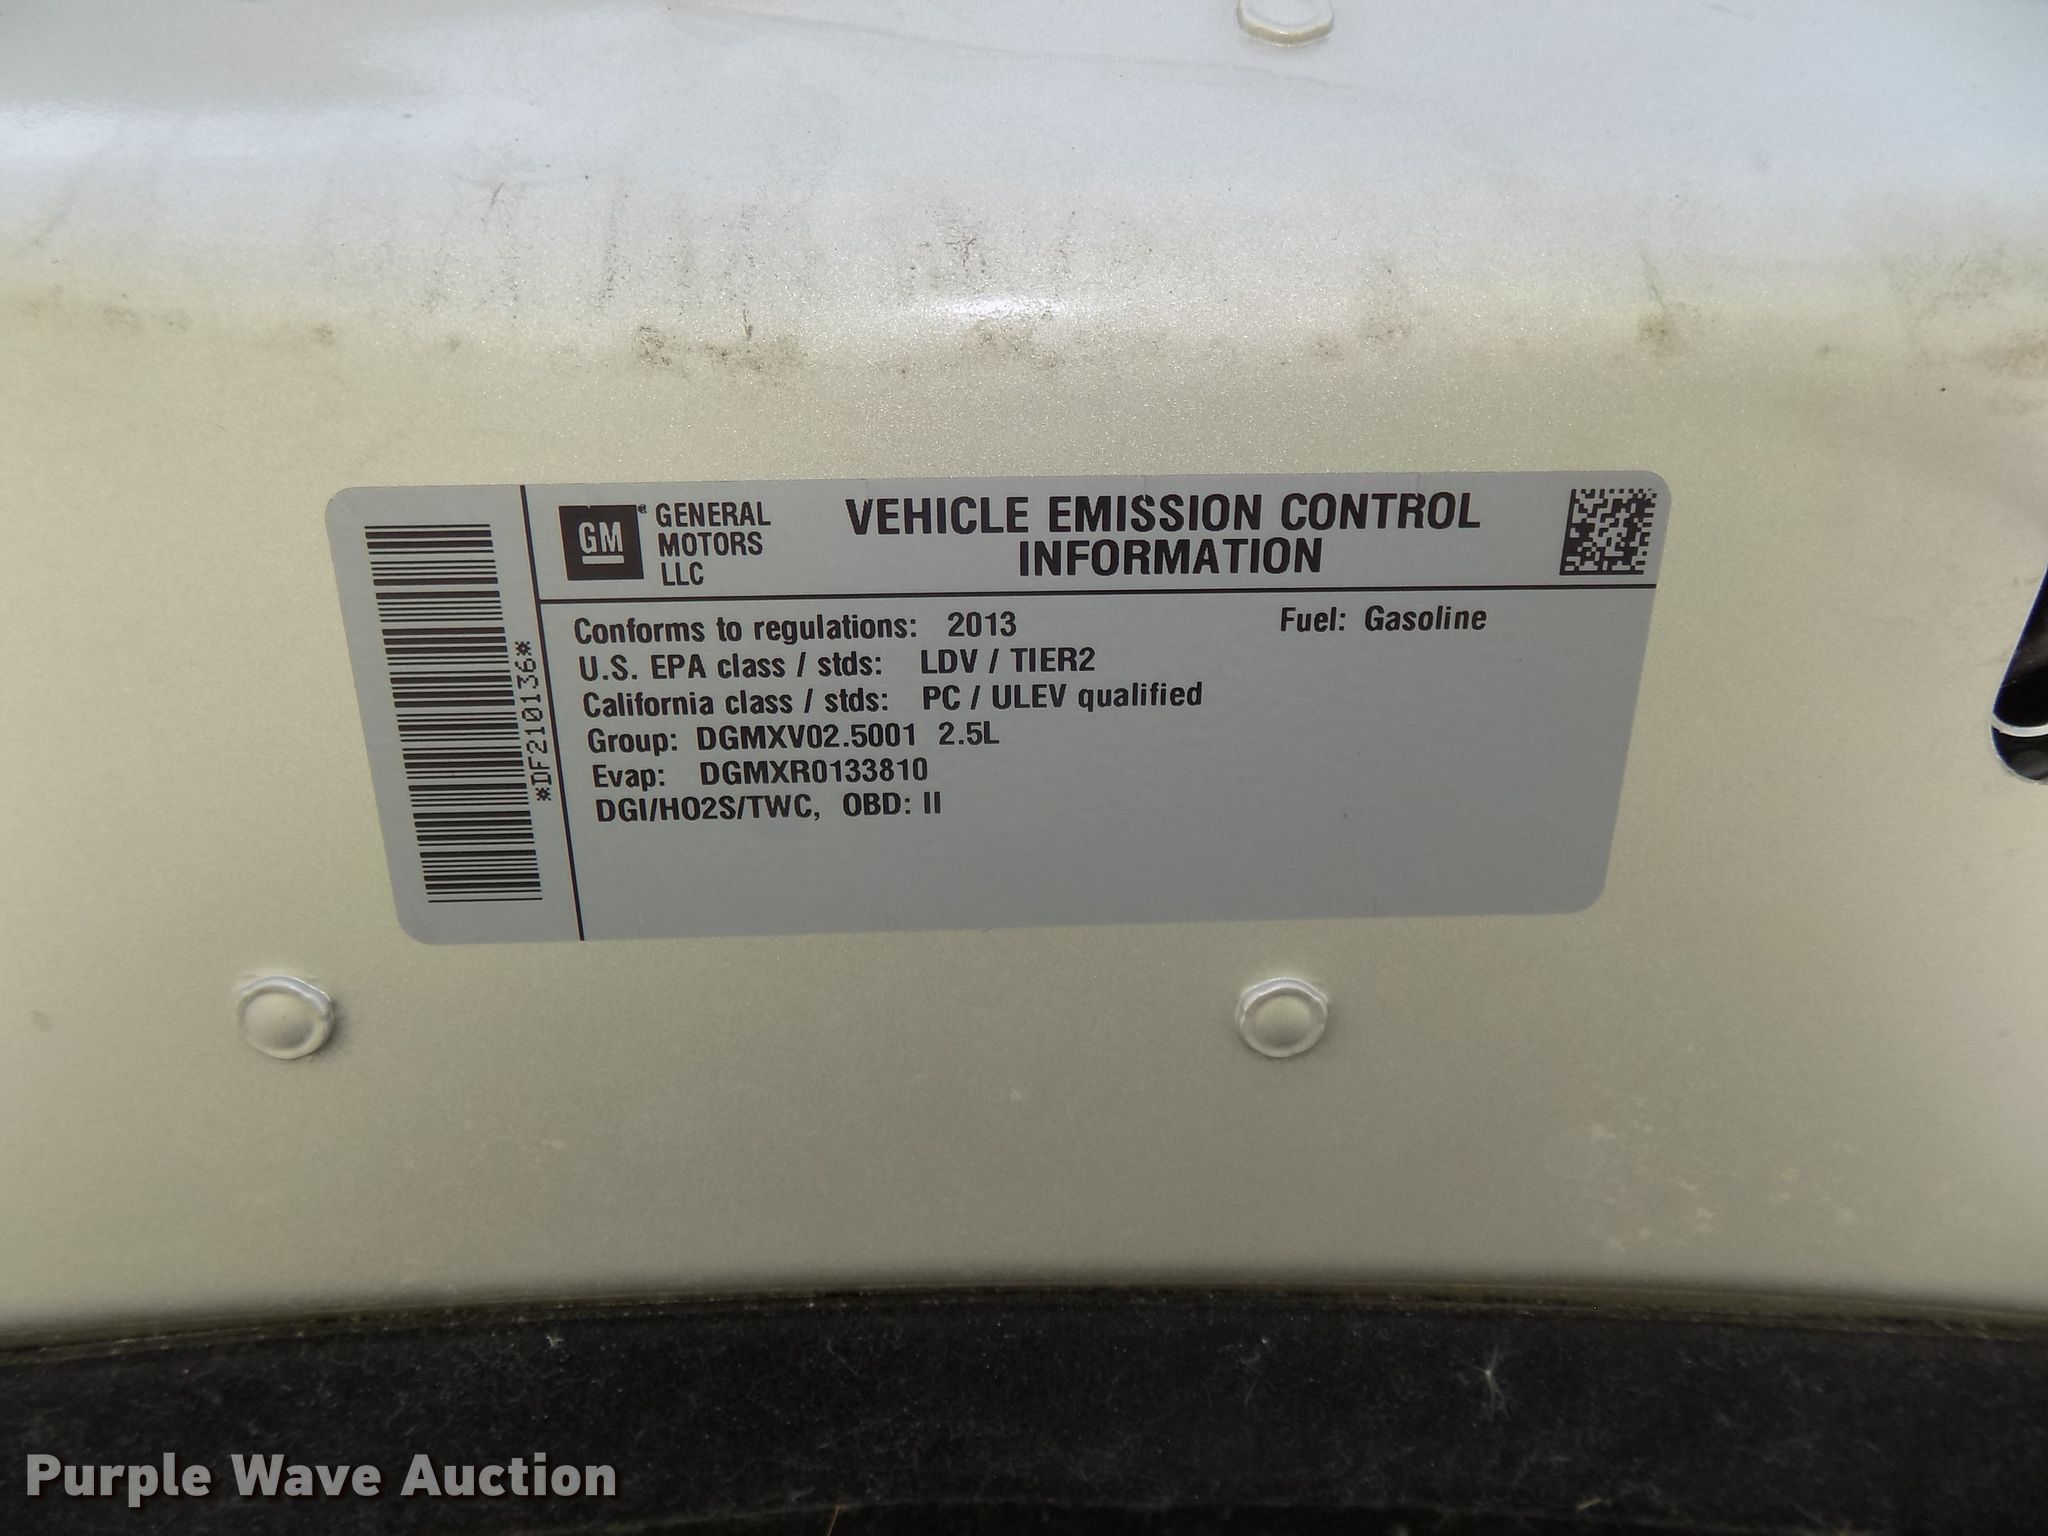 *DF210136*
GM
GENERAL
MOTORS
LLC
VEHICLE EMISSION CONTROL
INFORMATION
Conforms to regulations: 2013 Fuel: Gasoline
U.S. EPA class / stds: LDV / TIER2
California class / stds: PC / ULEV qualified
Group: DGMXV02.5001 2.5L
Evap: DGMXR0133810
DGI/HO2S/TWC, OBD: II
Purple Wave Auction